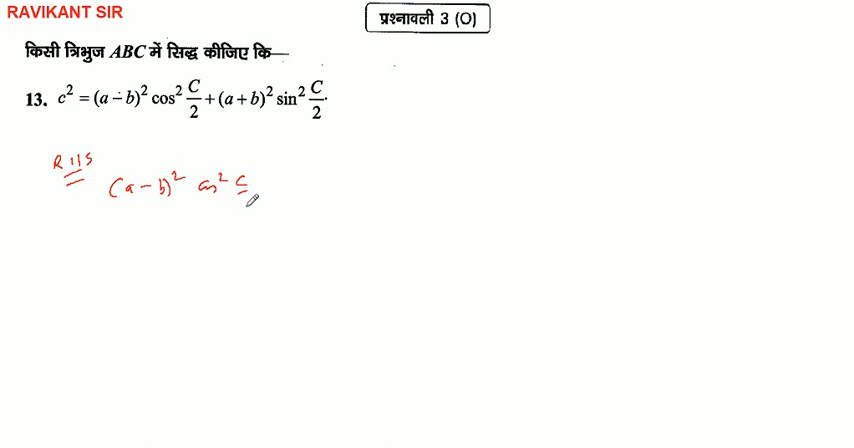 RAVIKANT SIR
प्रश्नावली 3 (O)
किसी त्रिभुज ABC में सिद्ध कीजिए कि—
13. c² = (a − b)² cos² C/2 + (a + b)² sin² C/2.
R H S
(a − b)² cos² C